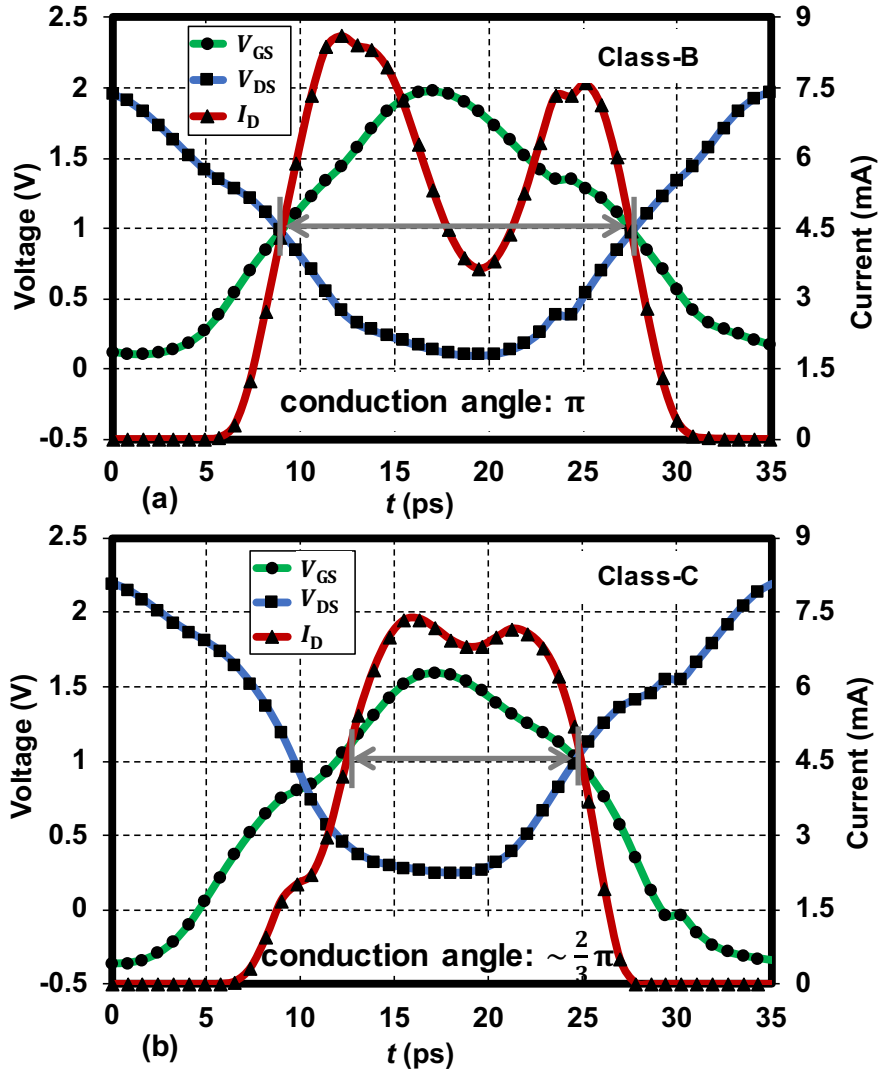 2.5
2
1.5
1
0.5
0
-0.5
Voltage (V)
V_GS
V_DS
I_D
Class-B
9
7.5
6
4.5
3
1.5
0
Current (mA)
conduction angle: π
0 5 10 15 20 25 30 35
(a)
t (ps)
2.5
2
1.5
1
0.5
0
-0.5
Voltage (V)
V_GS
V_DS
I_D
Class-C
9
7.5
6
4.5
3
1.5
0
Current (mA)
conduction angle: ~ 2/3 π
0 5 10 15 20 25 30 35
(b)
t (ps)